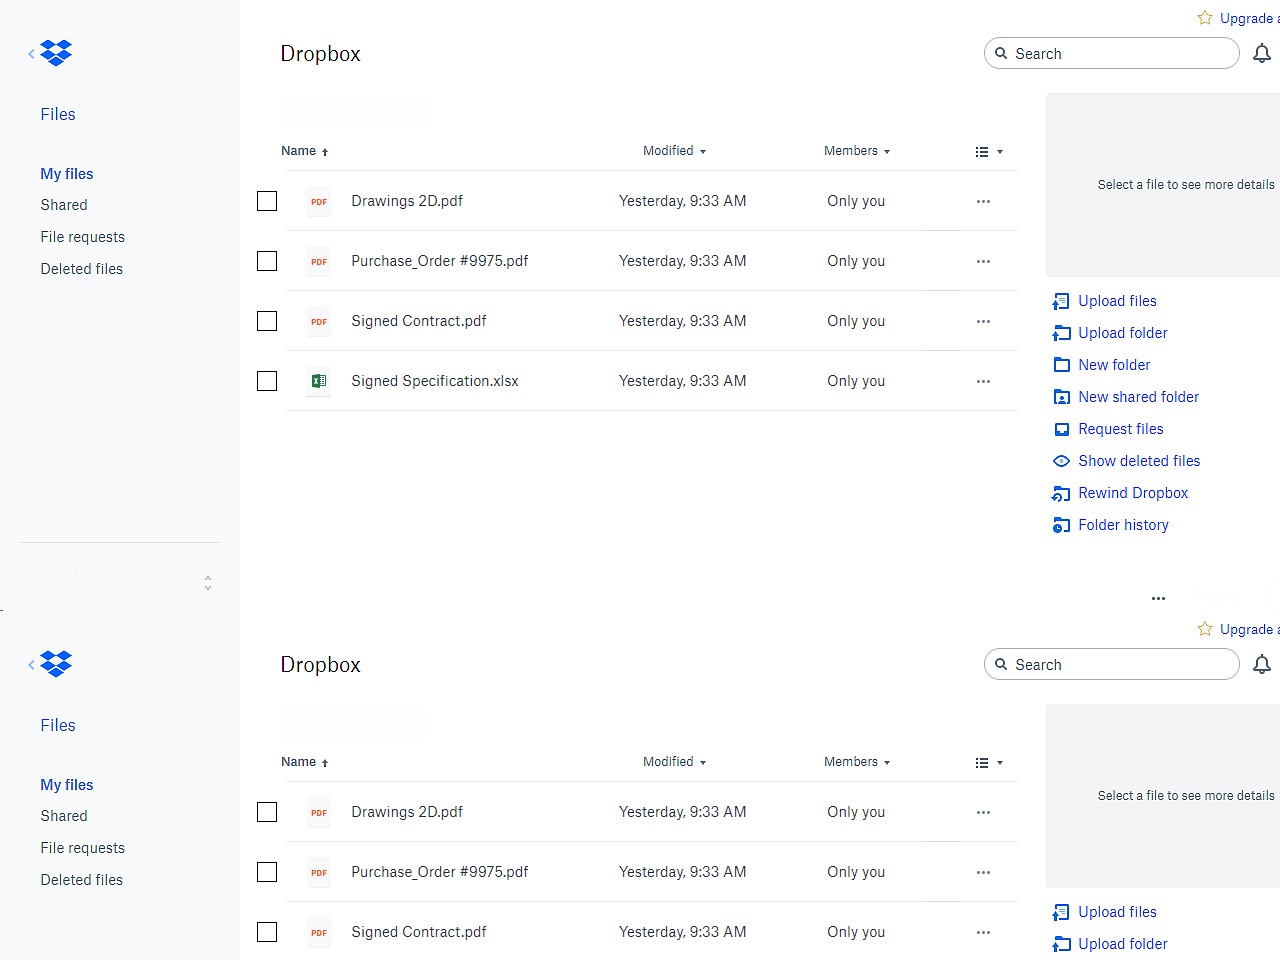 Upgrade a
Dropbox
Search
Files
Name
Modified
Members
My files
Shared
File requests
Deleted files
PDF Drawings 2D.pdf Yesterday, 9:33 AM Only you
PDF Purchase_Order #9975.pdf Yesterday, 9:33 AM Only you
PDF Signed Contract.pdf Yesterday, 9:33 AM Only you
Signed Specification.xlsx Yesterday, 9:33 AM Only you
Select a file to see more details
Upload files
Upload folder
New folder
New shared folder
Request files
Show deleted files
Rewind Dropbox
Folder history
Upgrade a
Dropbox
Search
Files
Name
Modified
Members
My files
Shared
File requests
Deleted files
PDF Drawings 2D.pdf Yesterday, 9:33 AM Only you
PDF Purchase_Order #9975.pdf Yesterday, 9:33 AM Only you
PDF Signed Contract.pdf Yesterday, 9:33 AM Only you
Select a file to see more details
Upload files
Upload folder